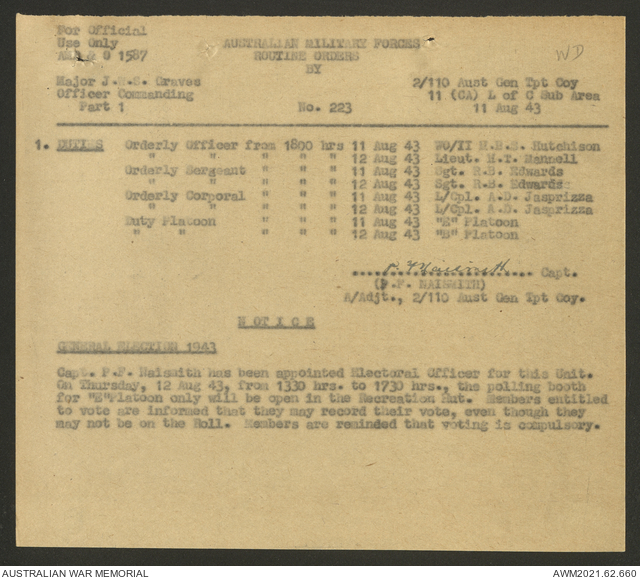 For Official
Use Only
1587
AUSTRALIAN MILITARY FORCES
ROUTINE ORDERS
BY
WD
Major J.W.S. Graves 2/110 Aust Gen Tpt Coy
Officer Commanding 11 (CA) L of C Sub Area
Part 1 No. 223 11 Aug 43
1. DUTIES Orderly Officer from 1800 hrs 11 Aug 43 WO/II H.B.S. Hutchison
" " " " " 12 Aug 43 Lieut. M.T. Mannell
Orderly Sergeant " " " 11 Aug 43 Sgt. R.B. Edwards
" " " " " 12 Aug 43 Sgt. R.B. Edwards
Orderly Corporal " " " 11 Aug 43 L/Cpl. A.D. Jasprizza
" " " " " 12 Aug 43 L/Cpl. A.D. Jasprizza
Duty Platoon " " " 11 Aug 43 "E" Platoon
" " " " " 12 Aug 43 "B" Platoon
P F Naismith Capt.
(P.F. NAISMITH)
A/Adjt., 2/110 Aust Gen Tpt Coy.
N O T I C E
GENERAL ELECTION 1943
Capt. P.F. Naismith has been appointed Electoral Officer for this Unit.
On Thursday, 12 Aug 43, from 1330 hrs. to 1730 hrs., the polling booth
for "E"Platoon only will be open in the Recreation Hut. Members entitled
to vote are informed that they may record their vote, even though they
may not be on the Roll. Members are reminded that voting is compulsory.
AUSTRALIAN WAR MEMORIAL AWM2021.62.660